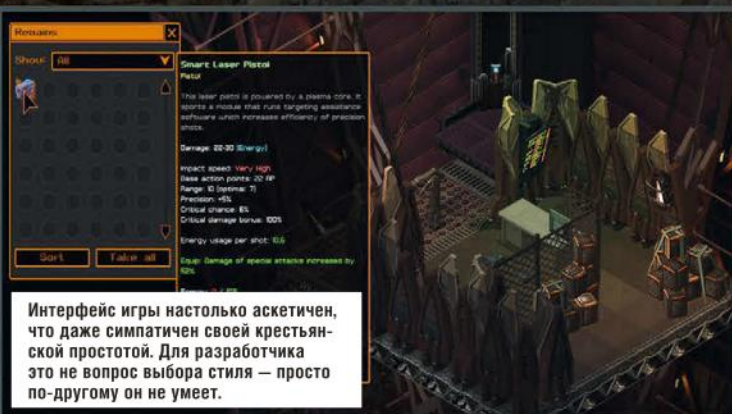 Remains
X
Show: All
Smart Laser Pistol
Pistol
This laser pistol is powered by a plasma core. It
sports a module that runs targeting assistance
software which increases efficiency of precision
shots.
Damage: 22-30 (Energy)
Impact speed: Very High
Base action points: 22 AP
Range: 10 (optimal: 7)
Precision: +5%
Critical chance: 6%
Critical damage bonus: 100%
Energy usage per shot: 10.6
Equip: Damage of special attacks increased by
50%
Sort
Take all
Интерфейс игры настолько аскетичен,
что даже симпатичен своей крестьян-
ской простотой. Для разработчика
это не вопрос выбора стиля — просто
по-другому он не умеет.